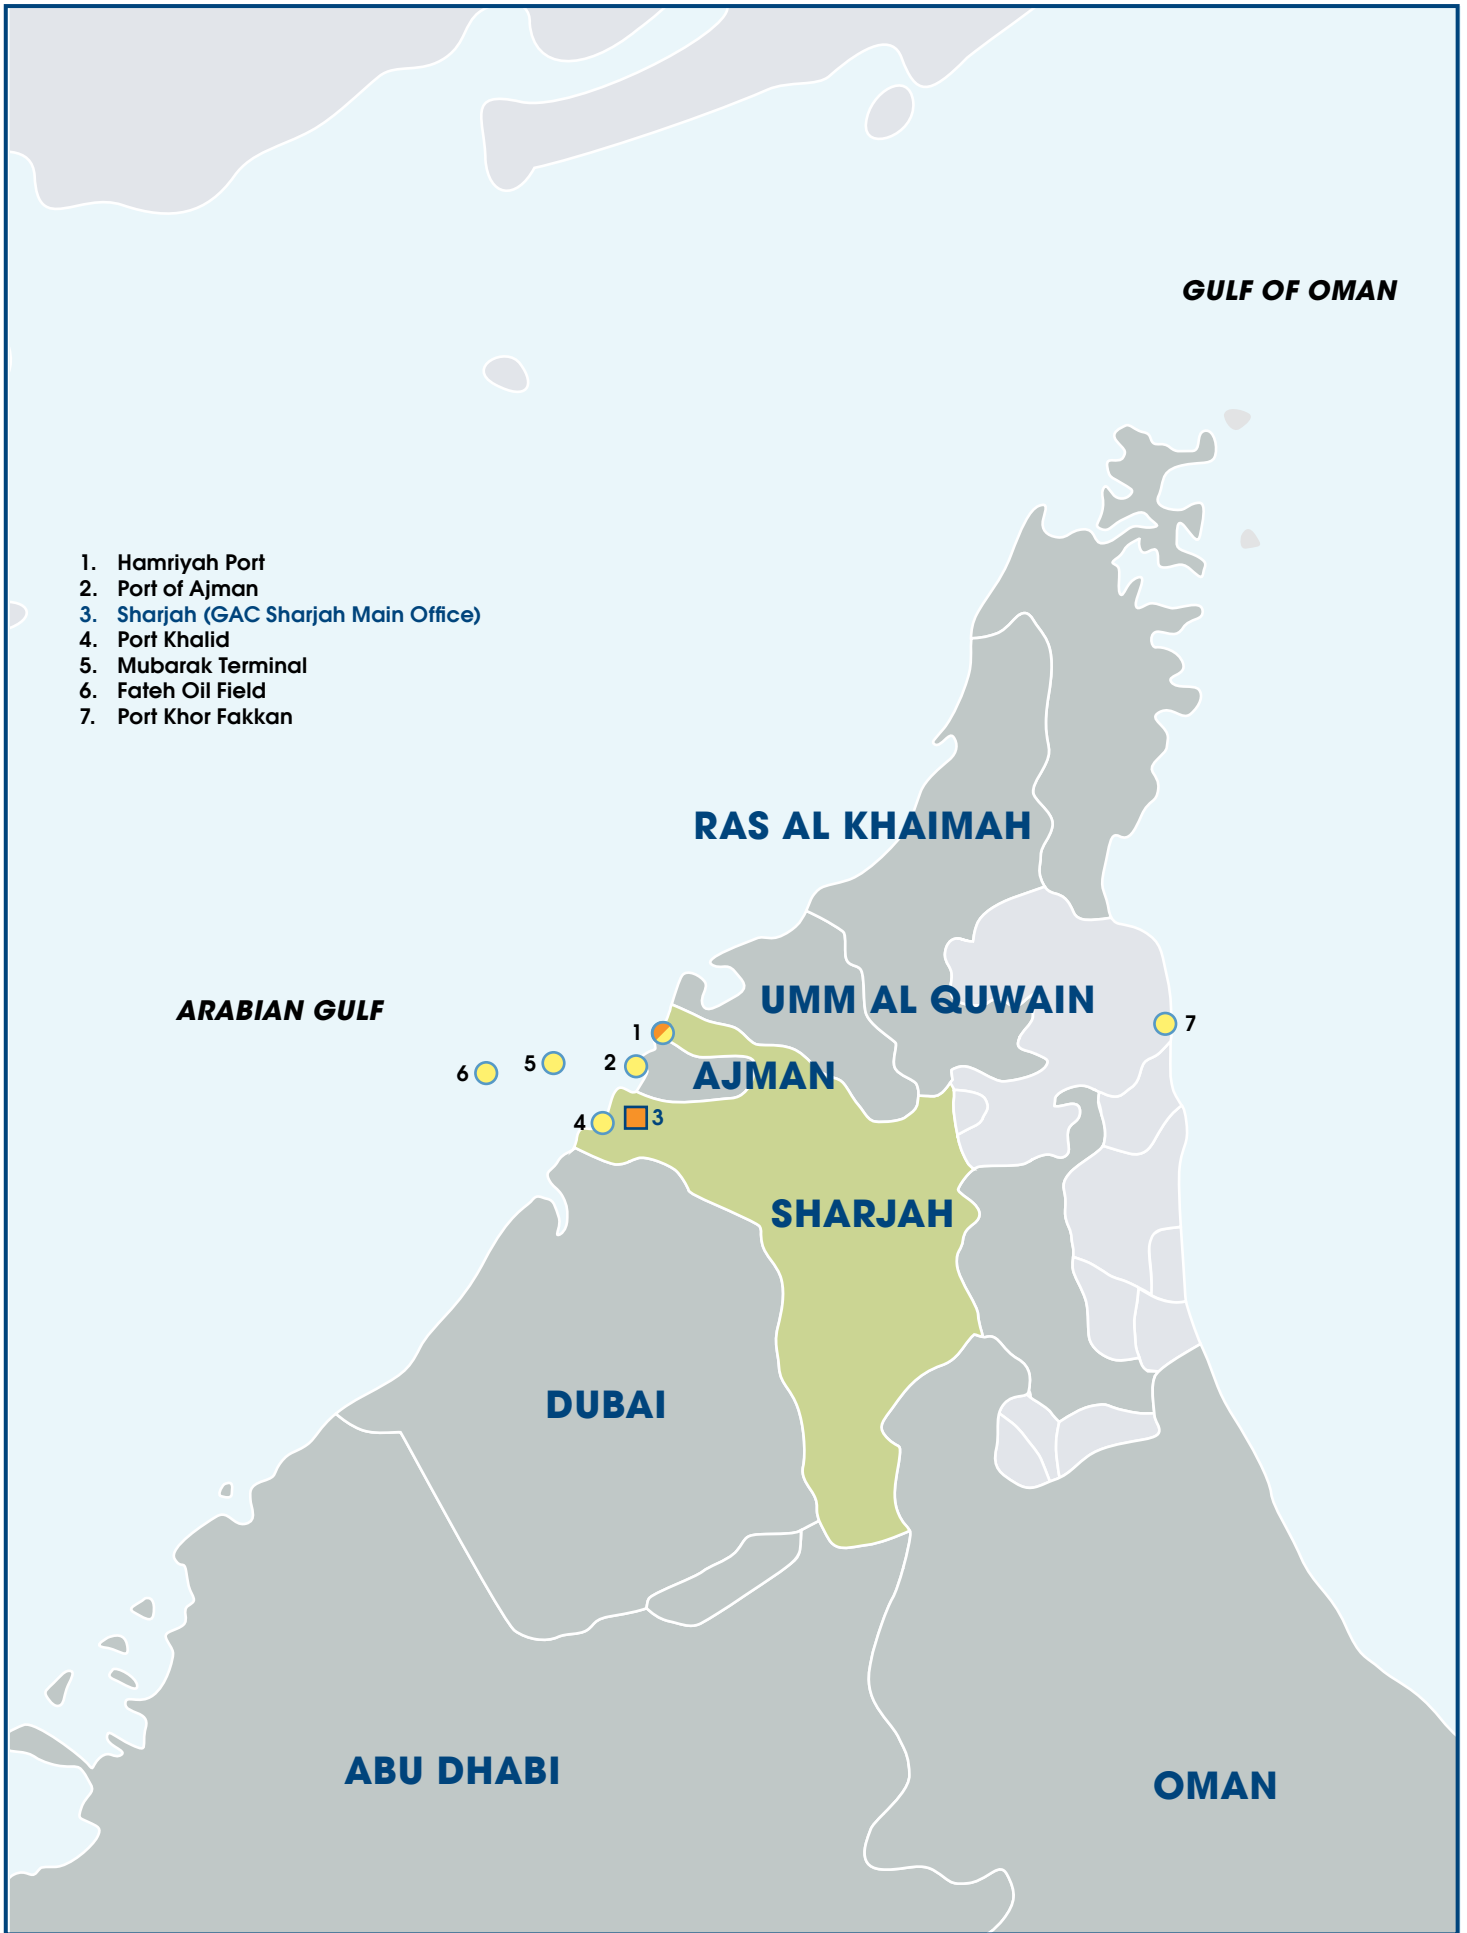 GULF OF OMAN
1. Hamriyah Port
2. Port of Ajman
3. Sharjah (GAC Sharjah Main Office)
4. Port Khalid
5. Mubarak Terminal
6. Fateh Oil Field
7. Port Khor Fakkan
RAS AL KHAIMAH
UMM AL QUWAIN
ARABIAN GULF
7
1
2
5
6
AJMAN
3
4
SHARJAH
DUBAI
ABU DHABI
OMAN